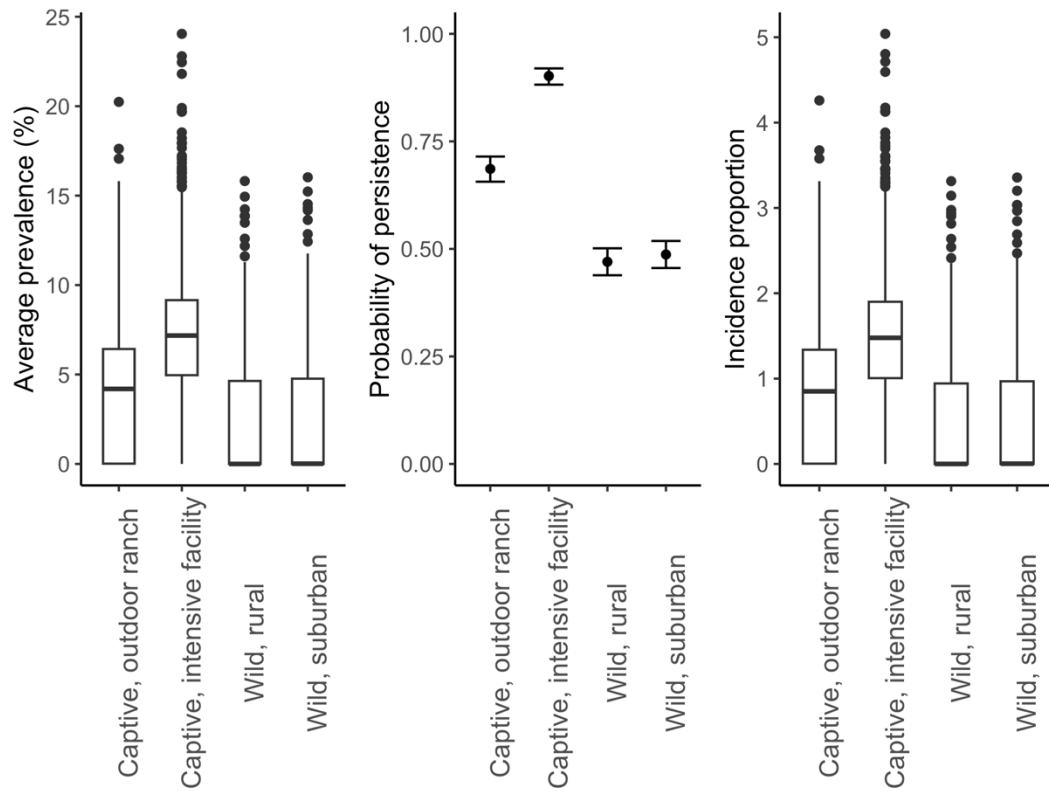 Average prevalence (%)
25
20
15
10
5
0
Captive, outdoor ranch
Captive, intensive facility
Wild, rural
Wild, suburban
Probability of persistence
1.00
0.75
0.50
0.25
0.00
Captive, outdoor ranch
Captive, intensive facility
Wild, rural
Wild, suburban
Incidence proportion
5
4
3
2
1
0
Captive, outdoor ranch
Captive, intensive facility
Wild, rural
Wild, suburban